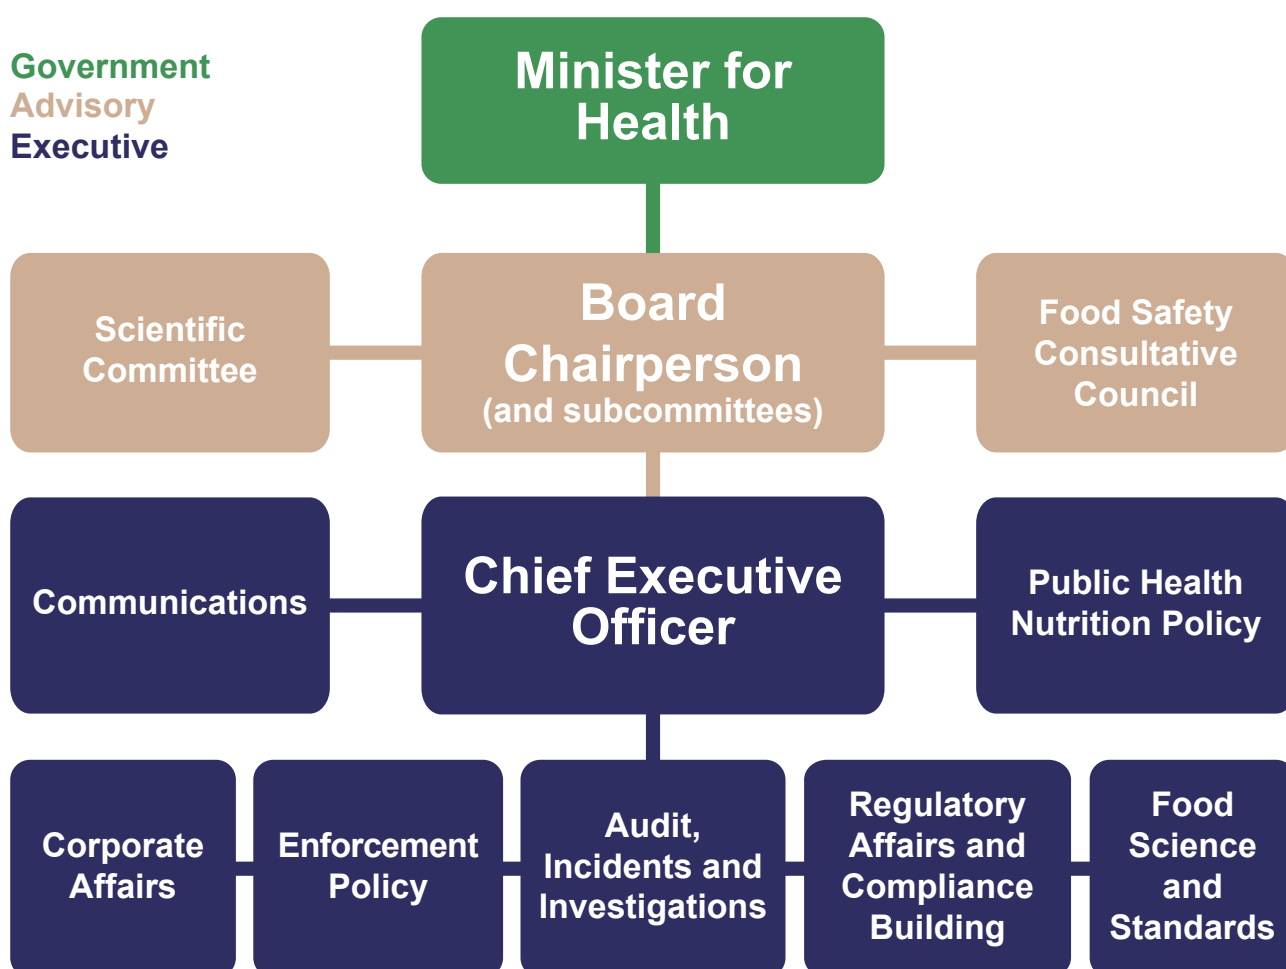 Government
Advisory
Executive
Minister for
Health
Scientific
Committee
Board
Chairperson
(and subcommittees)
Food Safety
Consultative
Council
Communications
Chief Executive
Officer
Public Health
Nutrition Policy
Corporate
Affairs
Enforcement
Policy
Audit,
Incidents and
Investigations
Regulatory
Affairs and
Compliance
Building
Food
Science
and
Standards